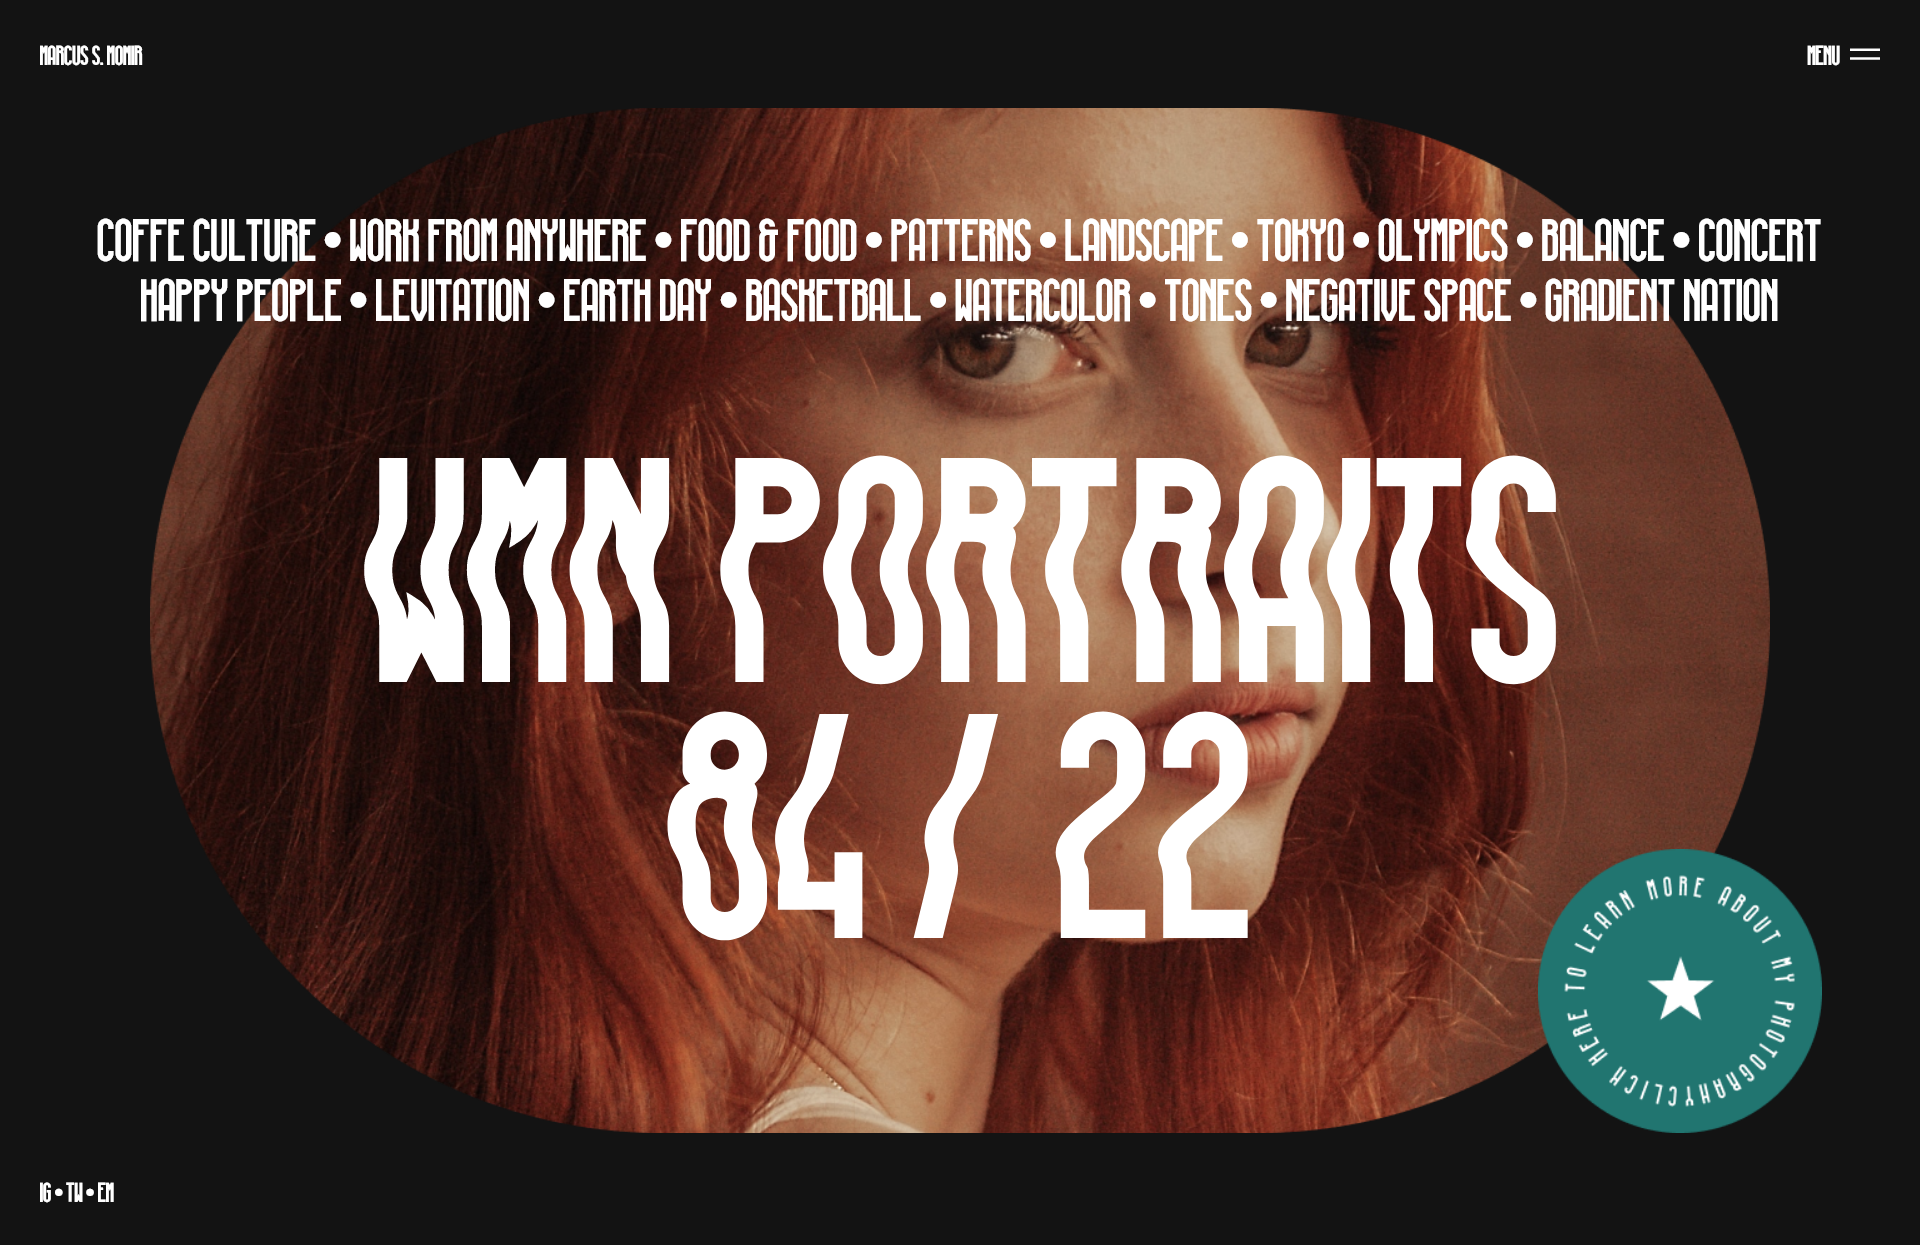 MARCUS S. MOMIR
MENU
COFFE CULTURE • WORK FROM ANYWHERE • FOOD & FOOD • PATTERNS • LANDSCAPE • TOKYO • OLYMPICS • BALANCE • CONCERT
HAPPY PEOPLE • LEVITATION • EARTH DAY • BASKETBALL • WATERCOLOR • TONES • NEGATIVE SPACE • GRADIENT NATION
WMN PORTRAITS
84 / 22
CLICK HERE TO LEARN MORE ABOUT MY PHOTOGRAHY
IG • TW • EM